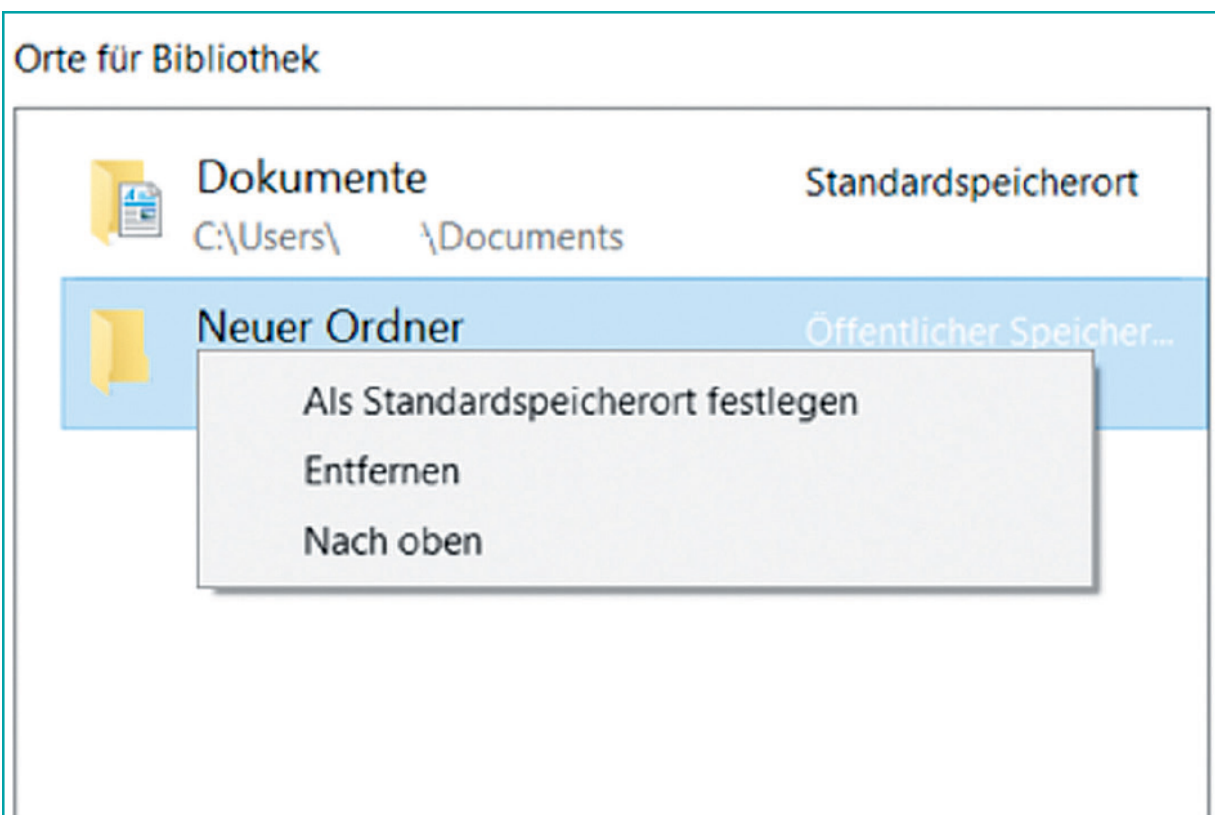 Orte für Bibliothek
Dokumente Standardspeicherort
C:\Users\ \Documents
Neuer Ordner Öffentlicher Speicher...
Als Standardspeicherort festlegen
Entfernen
Nach oben